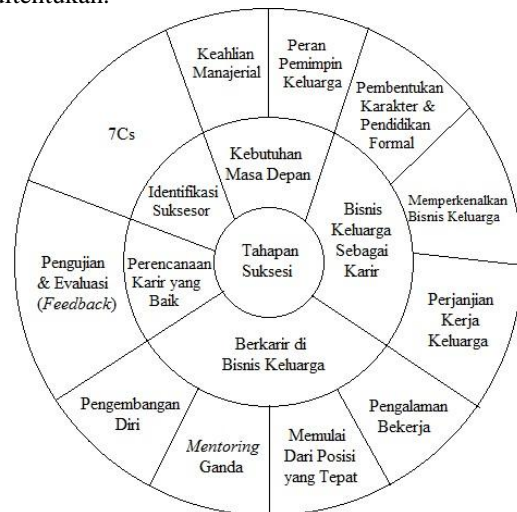 Keahlian
Manajerial
Peran
Pemimpin
Keluarga
Pembentukan
Karakter &
Pendidikan
Formal
Memperkenalkan
Bisnis Keluarga
Perjanjian
Kerja
Keluarga
Pengalaman
Bekerja
Memulai
Dari Posisi
yang Tepat
Mentoring
Ganda
Pengembangan
Diri
Pengujian
& Evaluasi
(Feedback)
7Cs
Kebutuhan
Masa Depan
Bisnis
Keluarga
Sebagai
Karir
Berkarir di
Bisnis Keluarga
Perencanaan
Karir yang
Baik
Identifikasi
Suksesor
Tahapan
Suksesi